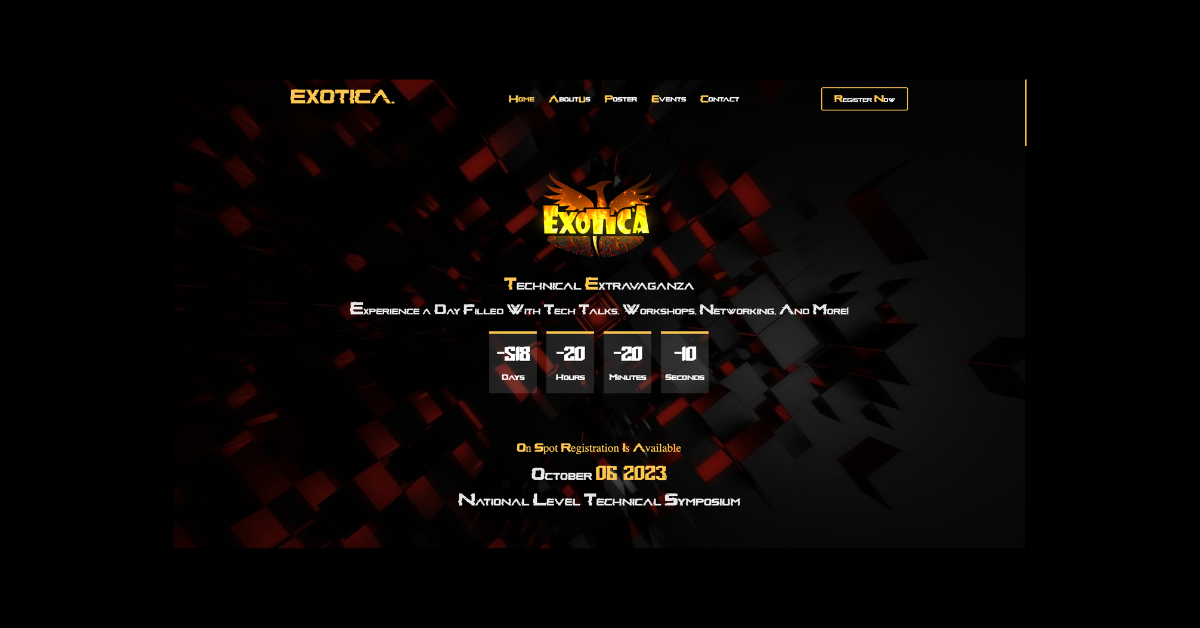 EXOTICA.
Home AboutUs Poster Events Contact
Register Now
EXOTICA
Technical Extravaganza
Experience a Day Filled With Tech Talks, Workshops, Networking, And More!
-518 -20 -20 -10
Days Hours Minutes Seconds
On Spot Registration Is Available
October 06 2023
National Level Technical Symposium